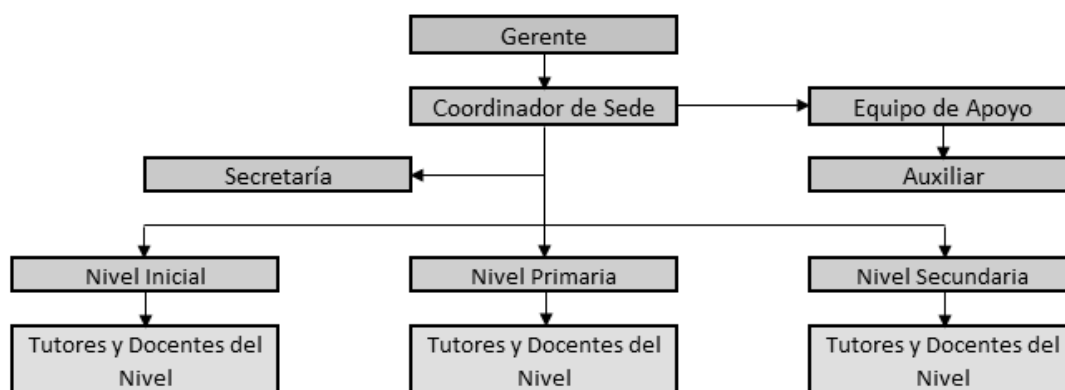 Gerente
Coordinador de Sede
Equipo de Apoyo
Secretaría
Auxiliar
Nivel Inicial
Nivel Primaria
Nivel Secundaria
Tutores y Docentes del
Nivel
Tutores y Docentes del
Nivel
Tutores y Docentes del
Nivel